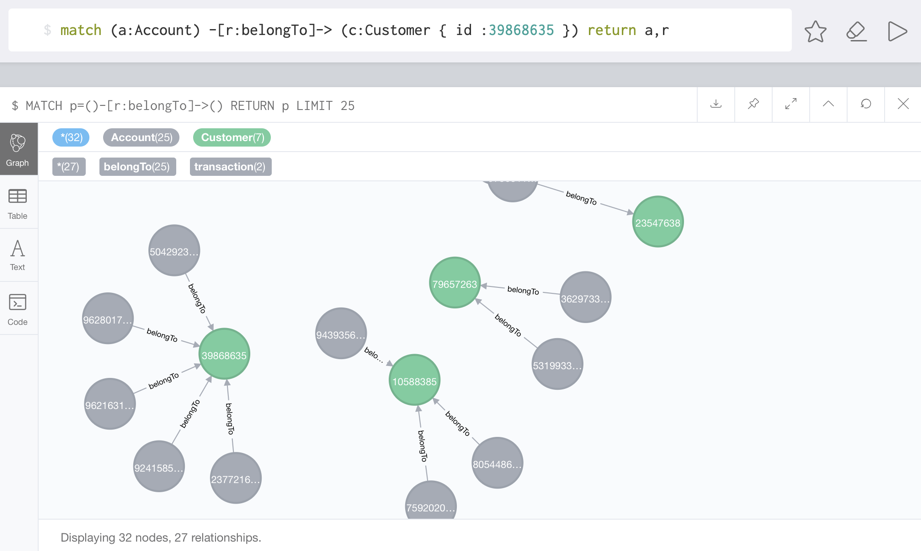 $ match (a:Account) -[r:belongTo]-> (c:Customer { id :39868635 }) return a,r
$ MATCH p=()-[r:belongTo]->() RETURN p LIMIT 25
*(32) Account(25) Customer(7)
*(27) belongTo(25) transaction(2)
Graph
Table
Text
Code
belongTo
23547638
5042923...
belongTo
79657263
belongTo
3629733...
9628017...
belongTo
belongTo
9439356...
39868635
belo...
5319933...
belongTo
10588385
9621631...
belongTo
belongTo
belongTo
belongTo
9241585...
2377216...
8054486...
7592020...
Displaying 32 nodes, 27 relationships.